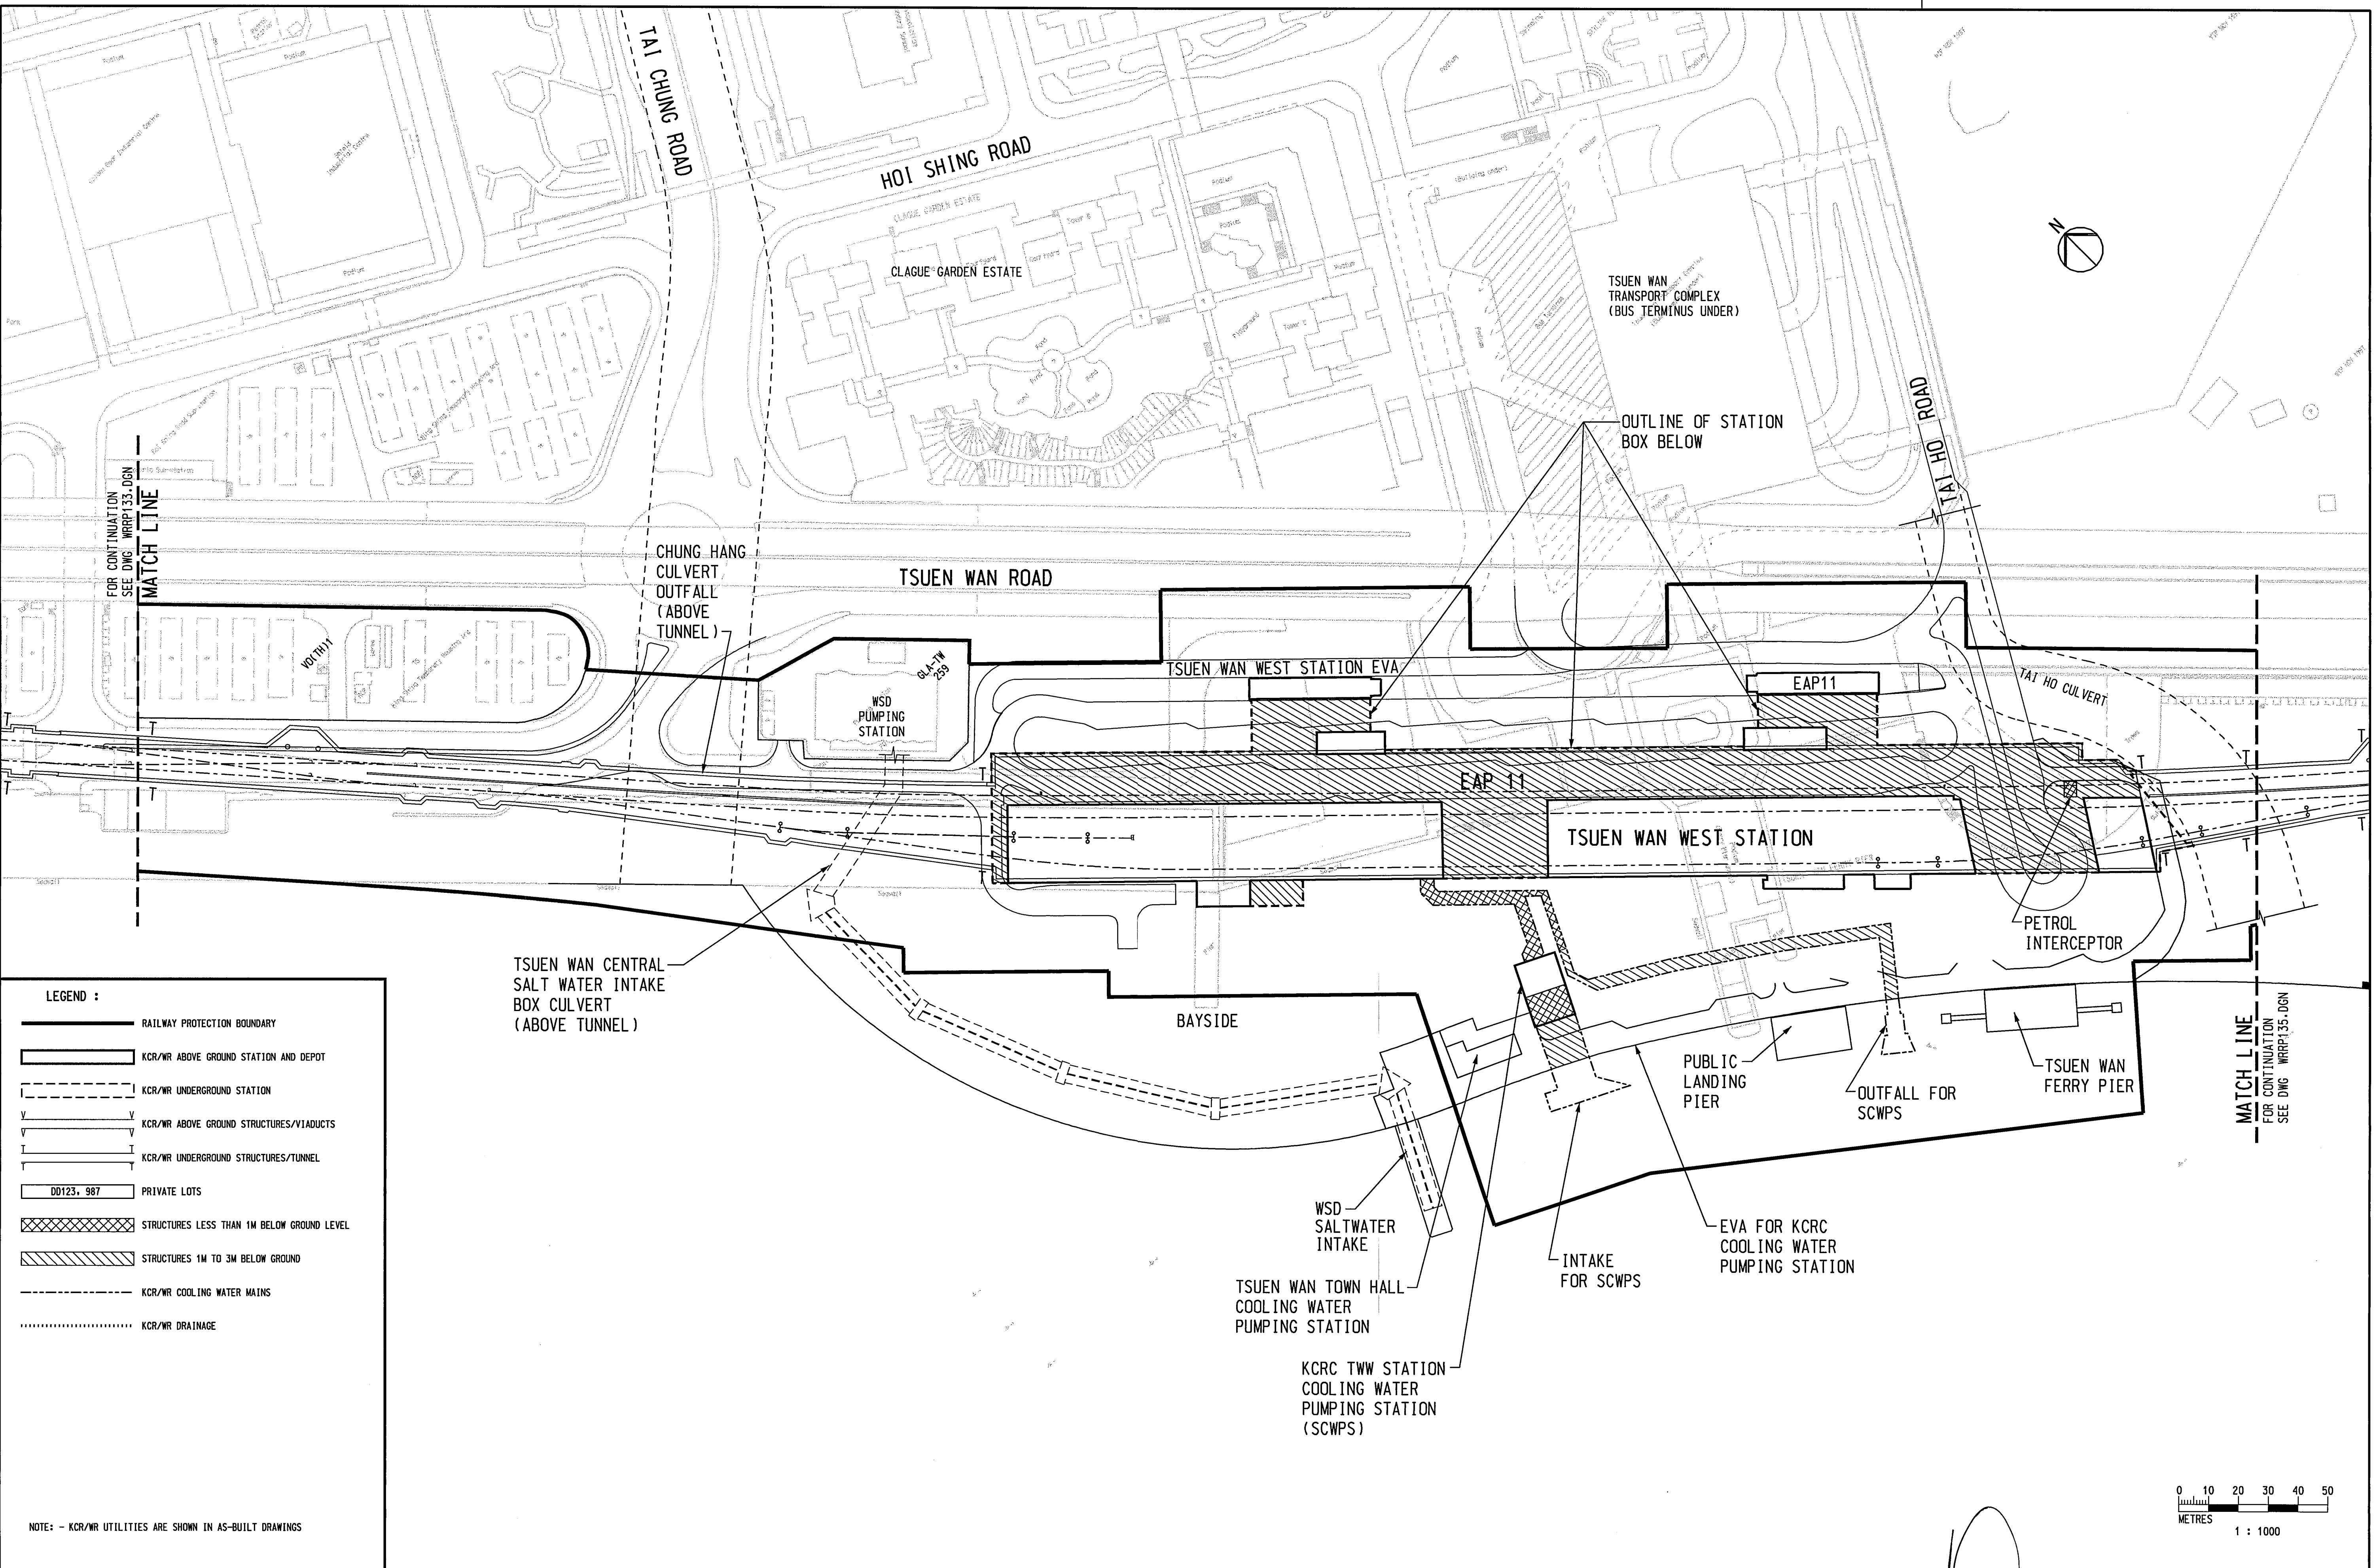 TAI CHUNG ROAD
HOI SHING ROAD
CLAGUE GARDEN ESTATE
CLAGUE GARDEN ESTATE
TSUEN WAN
TRANSPORT COMPLEX
(BUS TERMINUS UNDER)
N
TAI HO ROAD
OUTLINE OF STATION
BOX BELOW
FOR CONTINUATION
SEE DWG WRRP133.DGN
MATCH LINE
CHUNG HANG
CULVERT
OUTFALL
(ABOVE
TUNNEL)
TSUEN WAN ROAD
VO(TH)1
GLA-TW
259
WSD
PUMPING
STATION
TSUEN WAN WEST STATION EVA
EAP11
TAI HO CULVERT
EAP 11
TSUEN WAN WEST STATION
PETROL
INTERCEPTOR
TSUEN WAN CENTRAL
SALT WATER INTAKE
BOX CULVERT
(ABOVE TUNNEL)
BAYSIDE
PUBLIC
LANDING
PIER
OUTFALL FOR
SCWPS
TSUEN WAN
FERRY PIER
MATCH LINE
FOR CONTINUATION
SEE DWG WRRP135.DGN
WSD
SALTWATER
INTAKE
INTAKE
FOR SCWPS
EVA FOR KCRC
COOLING WATER
PUMPING STATION
TSUEN WAN TOWN HALL
COOLING WATER
PUMPING STATION
KCRC TWW STATION
COOLING WATER
PUMPING STATION
(SCWPS)
LEGEND :
RAILWAY PROTECTION BOUNDARY
KCR/WR ABOVE GROUND STATION AND DEPOT
KCR/WR UNDERGROUND STATION
KCR/WR ABOVE GROUND STRUCTURES/VIADUCTS
KCR/WR UNDERGROUND STRUCTURES/TUNNEL
DD123, 987 PRIVATE LOTS
STRUCTURES LESS THAN 1M BELOW GROUND LEVEL
STRUCTURES 1M TO 3M BELOW GROUND
KCR/WR COOLING WATER MAINS
KCR/WR DRAINAGE
NOTE: - KCR/WR UTILITIES ARE SHOWN IN AS-BUILT DRAWINGS
0 10 20 30 40 50
METRES
1 : 1000